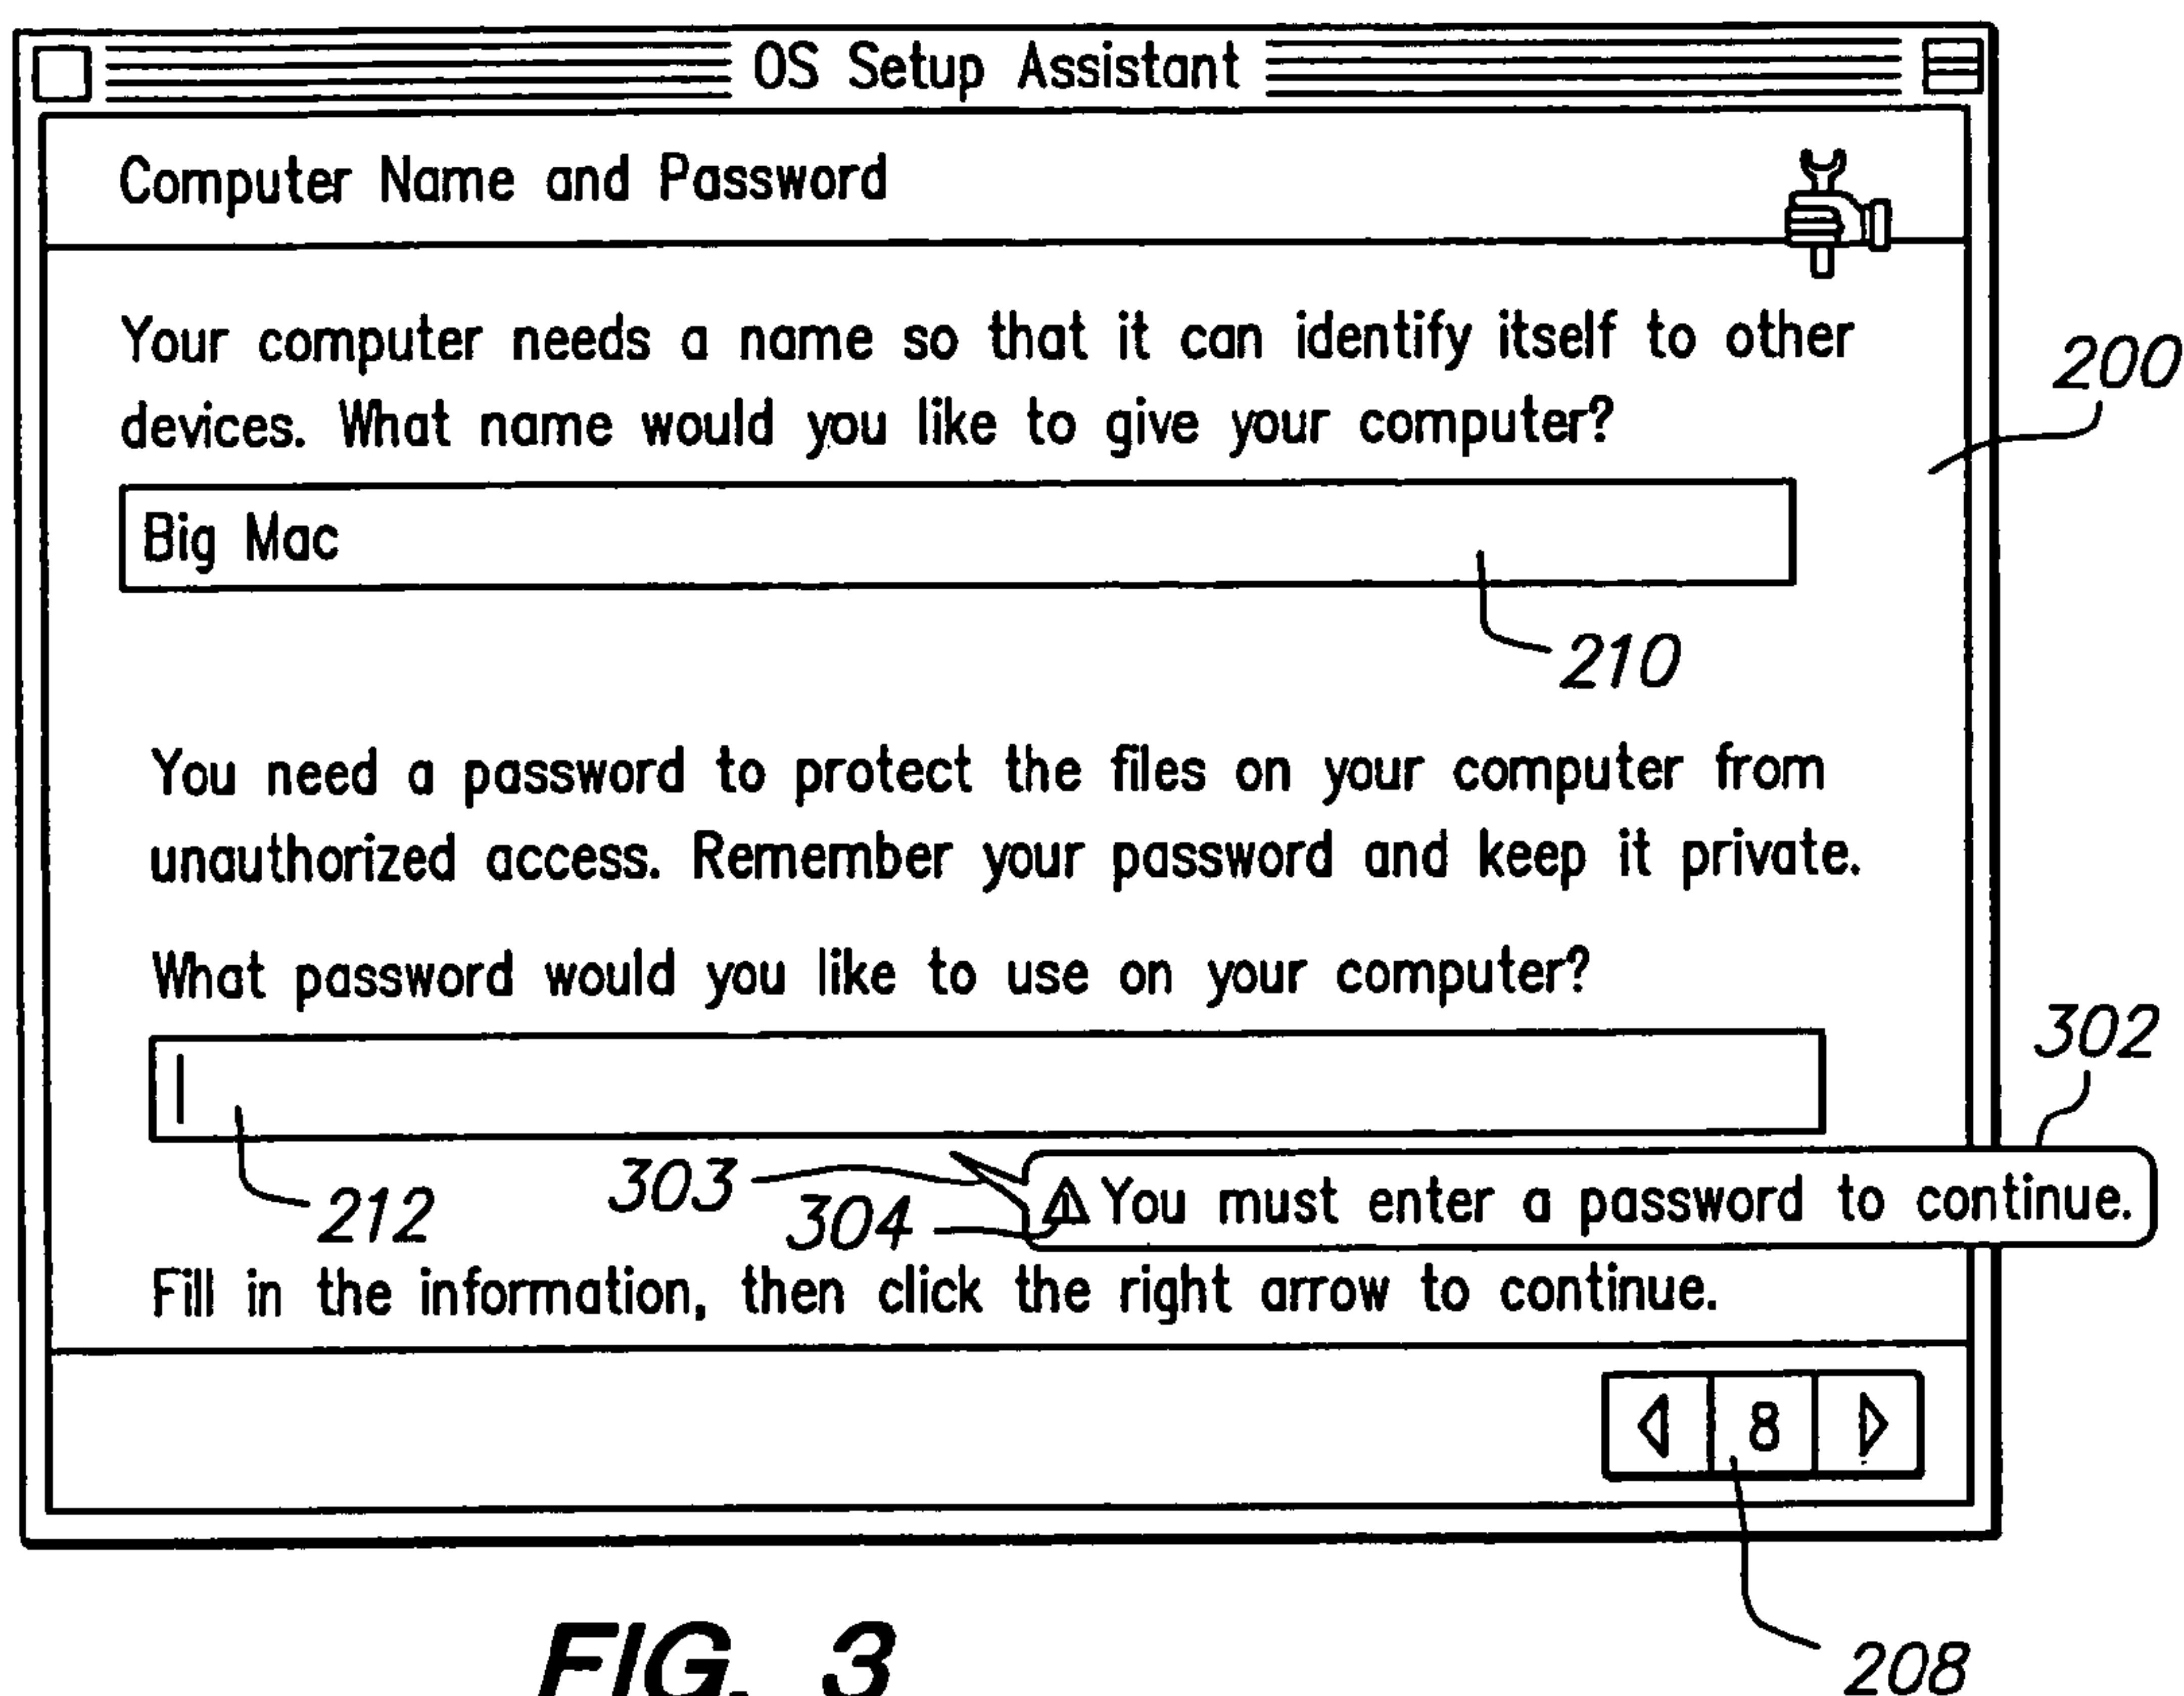 OS Setup Assistant
Computer Name and Password
Your computer needs a name so that it can identify itself to other
devices. What name would you like to give your computer?
200
Big Mac
210
You need a password to protect the files on your computer from
unauthorized access. Remember your password and keep it private.
What password would you like to use on your computer?
302
303
304
You must enter a password to continue.
212
Fill in the information, then click the right arrow to continue.
8
208
FIG. 3